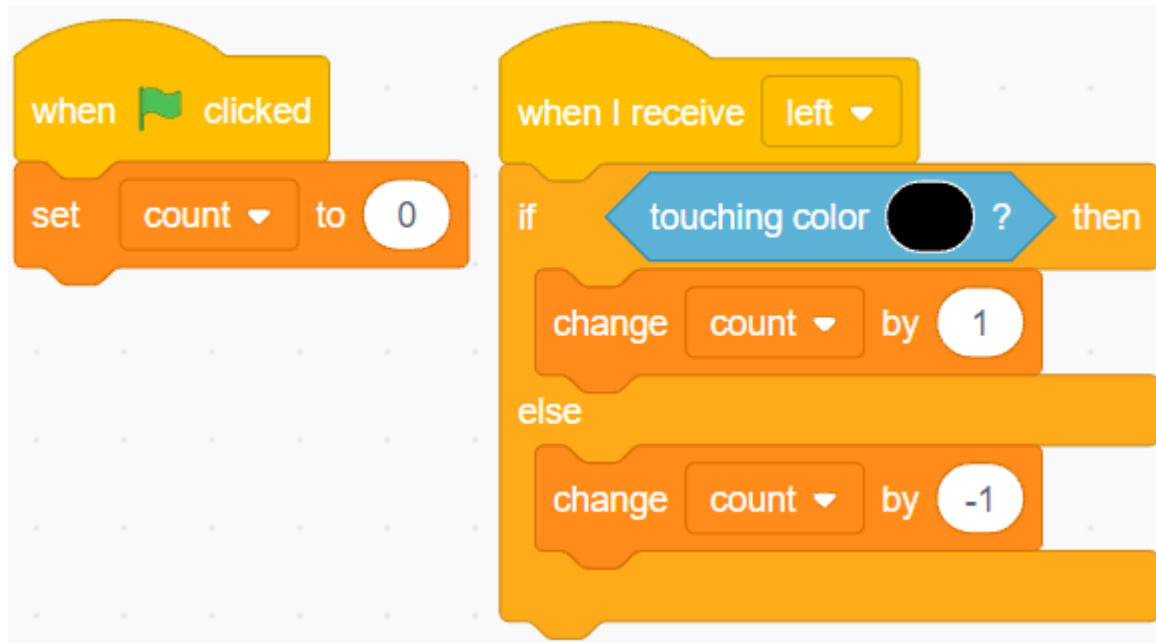 when clicked
set count to 0
when I receive left
if touching color ? then
change count by 1
else
change count by -1